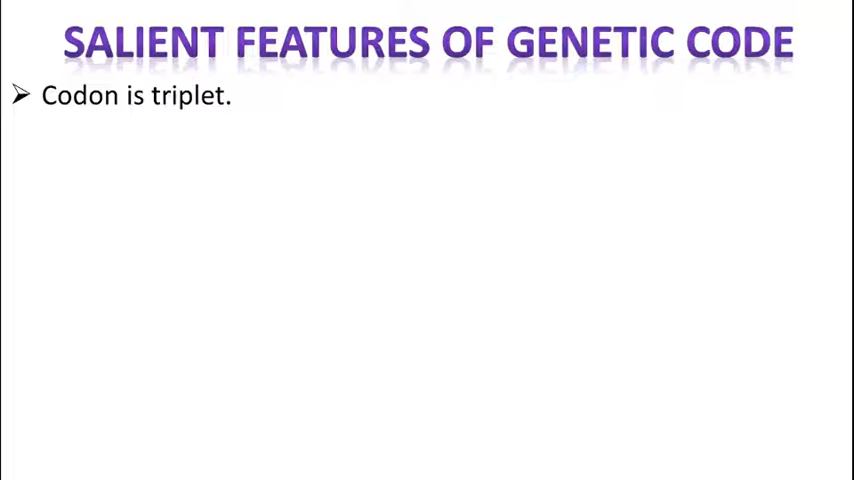 SALIENT FEATURES OF GENETIC CODE
➢ Codon is triplet.